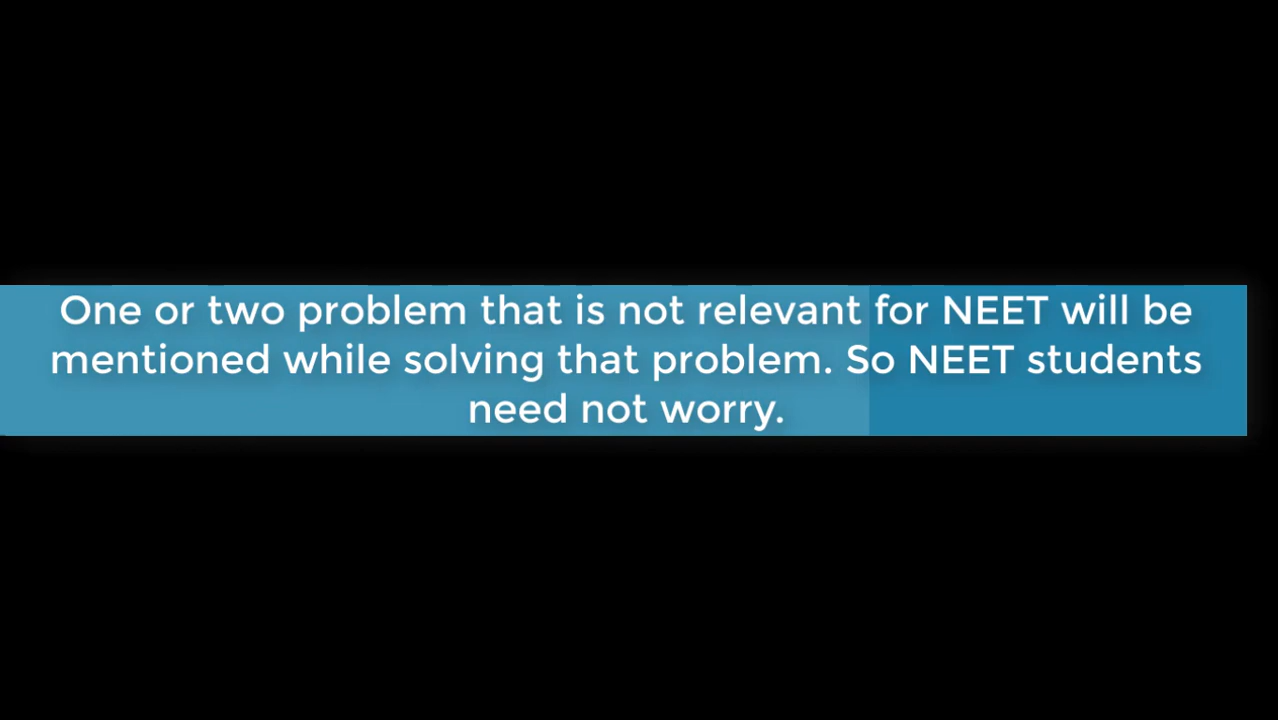 One or two problem that is not relevant for NEET will be
mentioned while solving that problem. So NEET students
need not worry.